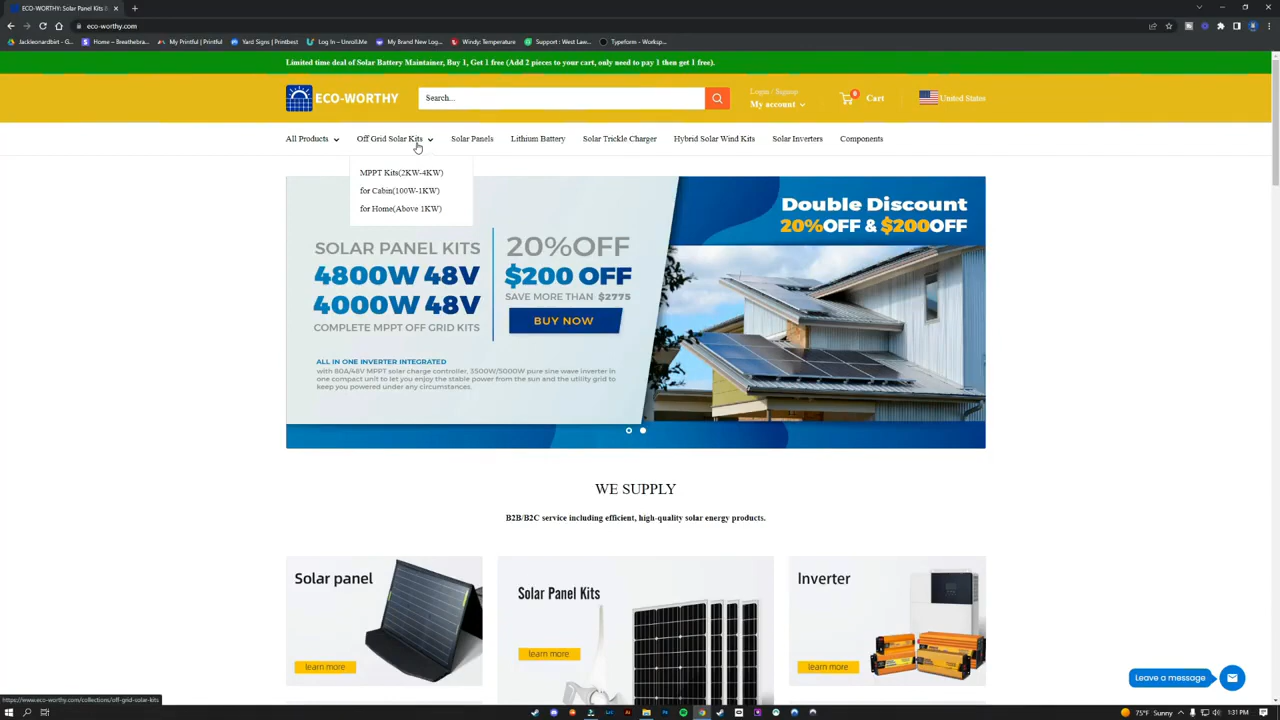 Solar Panel Kits &
eco-worthy.com
Jackleonardbet - G...
Home – Breathebra...
My Printful | Printful
Yard Signs | Printbest
Log In – Unroll.Me
My Brand New Log...
Windy: Temperature
Support : West Law...
Typeform - Worksp...
Limited time deal of Solar Battery Maintainer, Buy 1, Get 1 free (Add 2 pieces to your cart, only need to pay 1 then get 1 free).
ECO-WORTHY
Search...
Login / Signup
My account
0
Cart
United States
All Products
Off Grid Solar Kits
Solar Panels
Lithium Battery
Solar Trickle Charger
Hybrid Solar Wind Kits
Solar Inverters
Components
MPPT Kits(2KW-4KW)
for Cabin(100W-1KW)
for Home(Above 1KW)
SOLAR PANEL KITS
4800W 48V
4000W 48V
COMPLETE MPPT OFF GRID KITS
20%OFF
$200 OFF
SAVE MORE THAN $2775
BUY NOW
Double Discount
20%OFF & $200OFF
ALL IN ONE INVERTER INTEGRATED
with 80A/48V MPPT solar charge controller, 3500W/5000W pure sine wave inverter in
one compact unit to let you enjoy the stable power from the sun and the utility grid to
keep you powered under any circumstances.
WE SUPPLY
B2B/B2C service including efficient, high-quality solar energy products.
Solar panel
learn more
Solar Panel Kits
learn more
Inverter
learn more
Leave a message
https://www.eco-worthy.com/collections/off-grid-solar-kits
75°F Sunny
1:31 PM